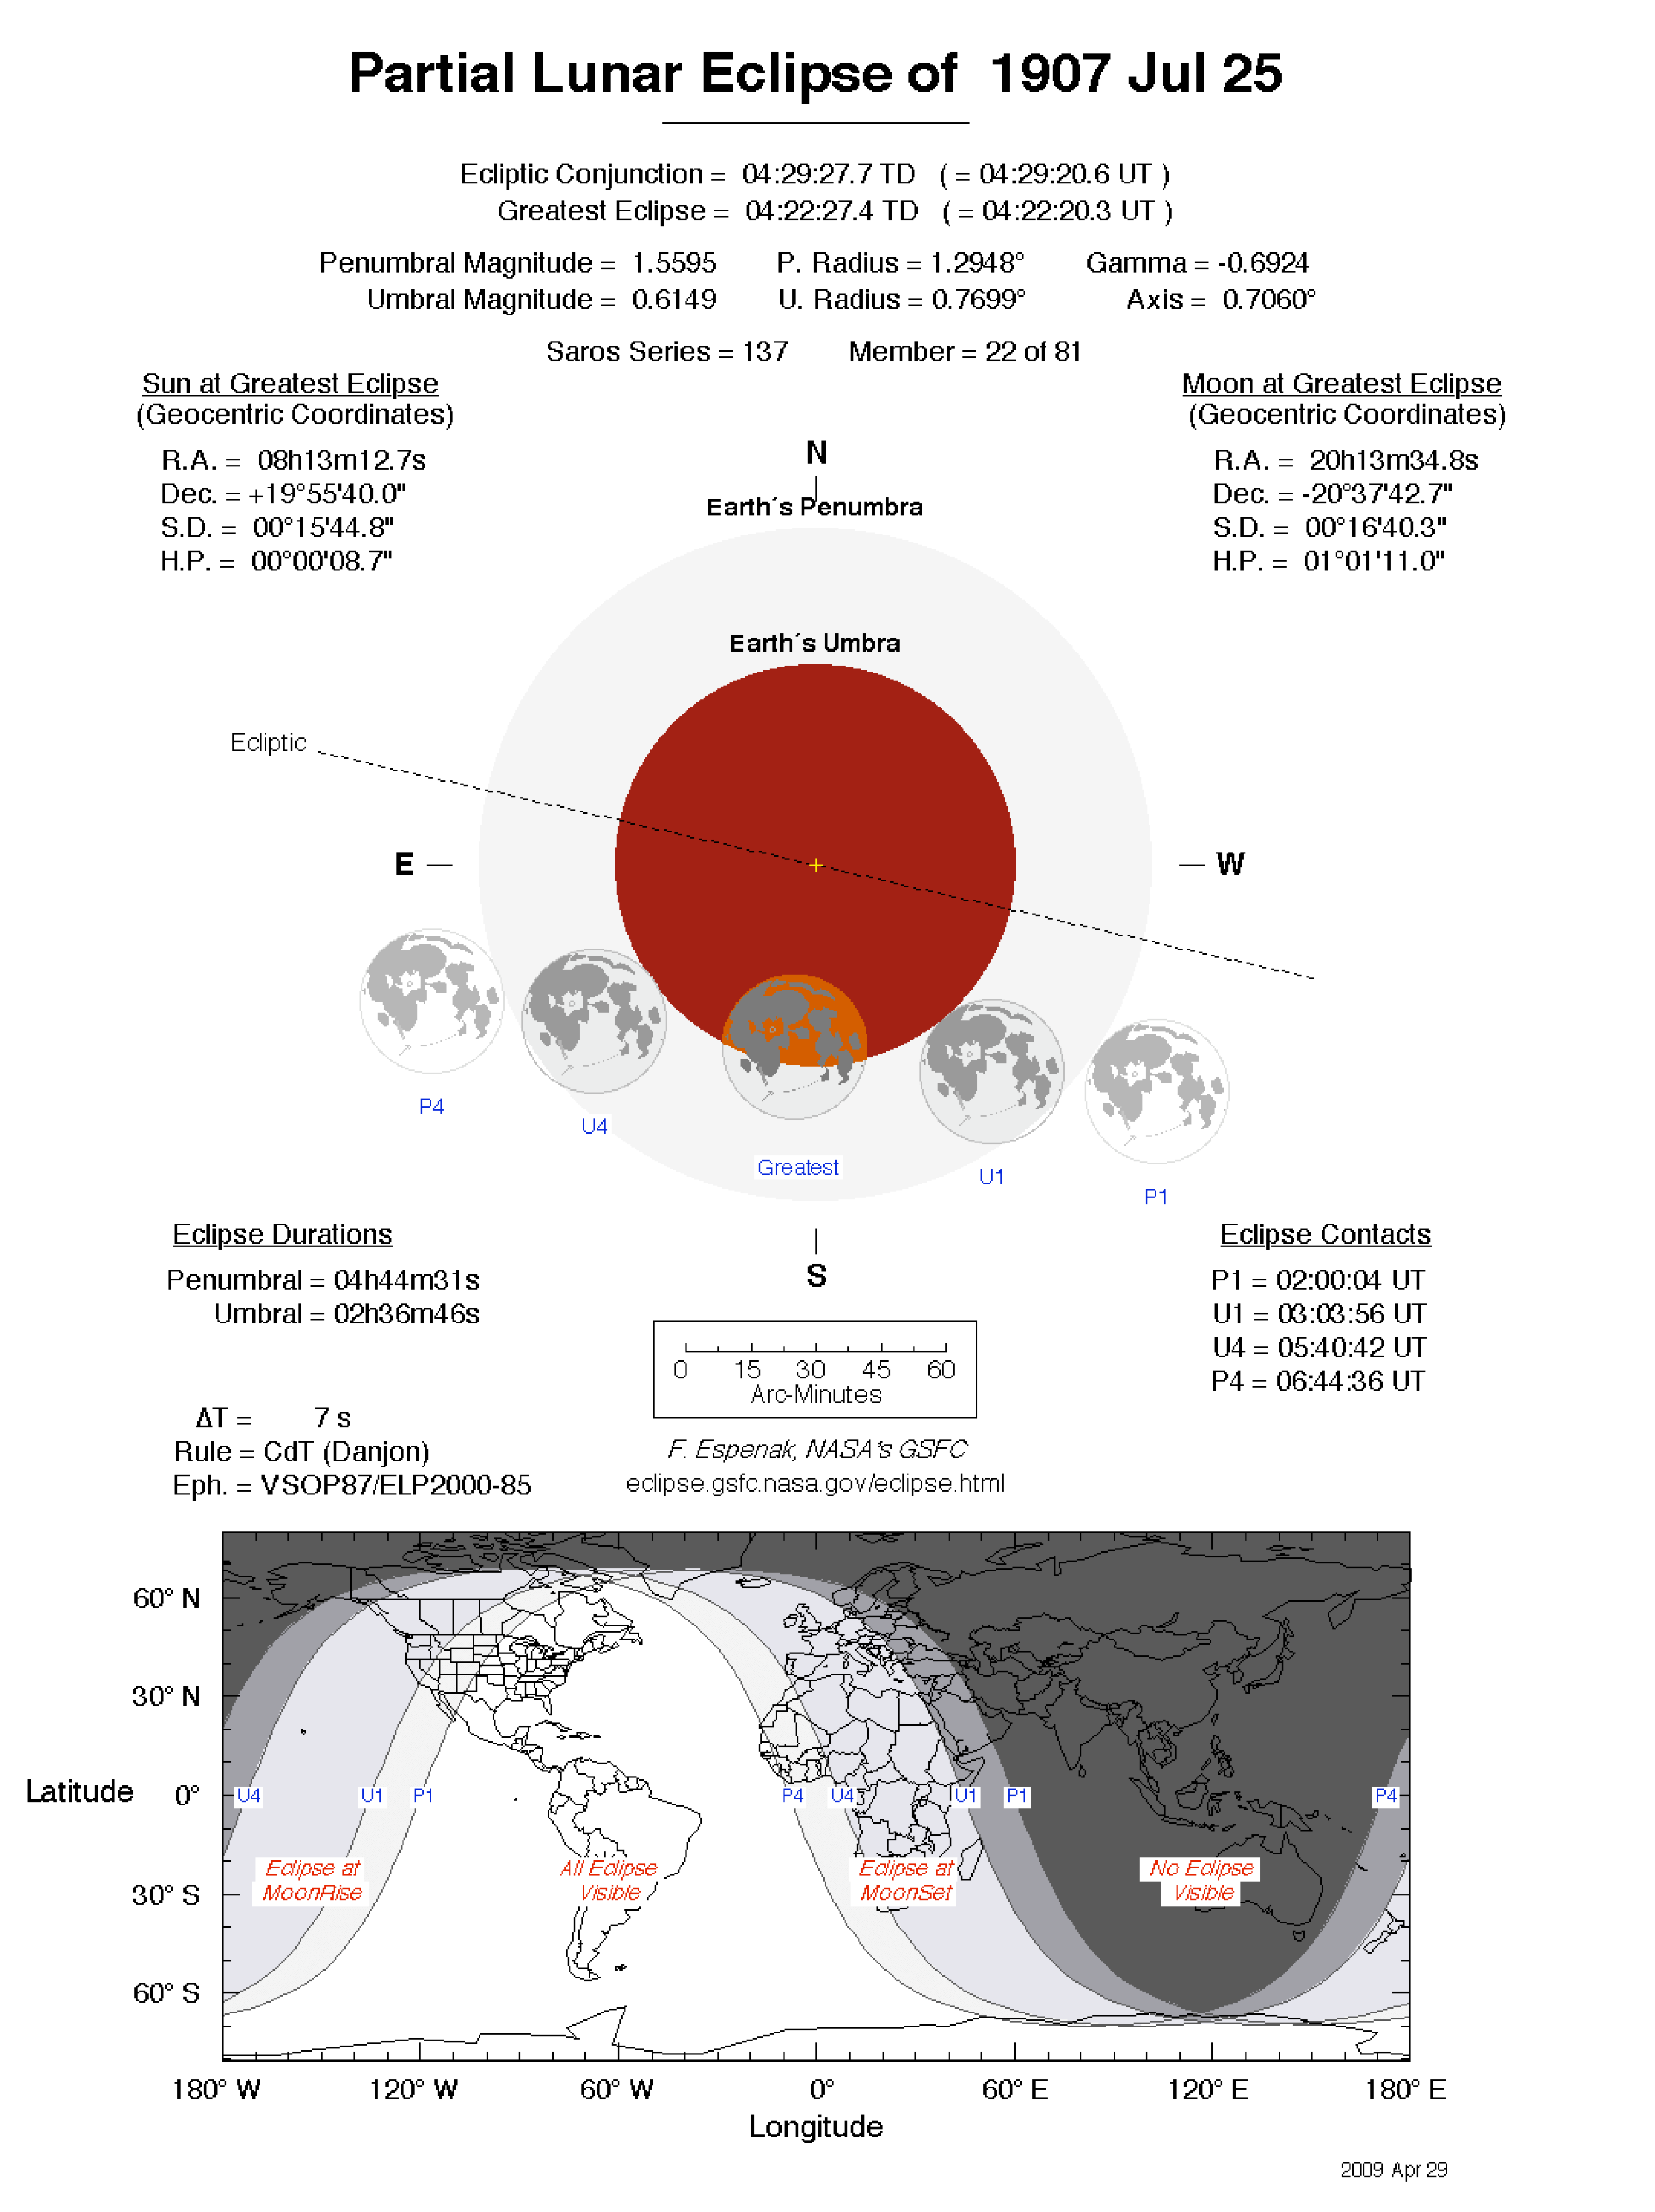 Partial Lunar Eclipse of 1907 Jul 25
Ecliptic Conjunction = 04:29:27.7 TD ( = 04:29:20.6 UT )
Greatest Eclipse = 04:22:27.4 TD ( = 04:22:20.3 UT )
Penumbral Magnitude = 1.5595 P. Radius = 1.2948° Gamma = -0.6924
Umbral Magnitude = 0.6149 U. Radius = 0.7699° Axis = 0.7060°
Saros Series = 137 Member = 22 of 81
Sun at Greatest Eclipse
(Geocentric Coordinates)
R.A. = 08h13m12.7s
Dec. = +19°55'40.0"
S.D. = 00°15'44.8"
H.P. = 00°00'08.7"
Moon at Greatest Eclipse
(Geocentric Coordinates)
R.A. = 20h13m34.8s
Dec. = -20°37'42.7"
S.D. = 00°16'40.3"
H.P. = 01°01'11.0"
N
Earth´s Penumbra
Earth´s Umbra
Ecliptic
E
W
P4
U4
Greatest
U1
P1
S
Eclipse Durations
Penumbral = 04h44m31s
Umbral = 02h36m46s
Eclipse Contacts
P1 = 02:00:04 UT
U1 = 03:03:56 UT
U4 = 05:40:42 UT
P4 = 06:44:36 UT
0 15 30 45 60
Arc-Minutes
ΔT = 7 s
Rule = CdT (Danjon)
Eph. = VSOP87/ELP2000-85
F. Espenak, NASA's GSFC
eclipse.gsfc.nasa.gov/eclipse.html
60° N
30° N
Latitude 0°
30° S
60° S
U4 U1 P1 P4 U4 U1 P1 P4
Eclipse at
MoonRise
All Eclipse
Visible
Eclipse at
MoonSet
No Eclipse
Visible
180° W 120° W 60° W 0° 60° E 120° E 180° E
Longitude
2009 Apr 29